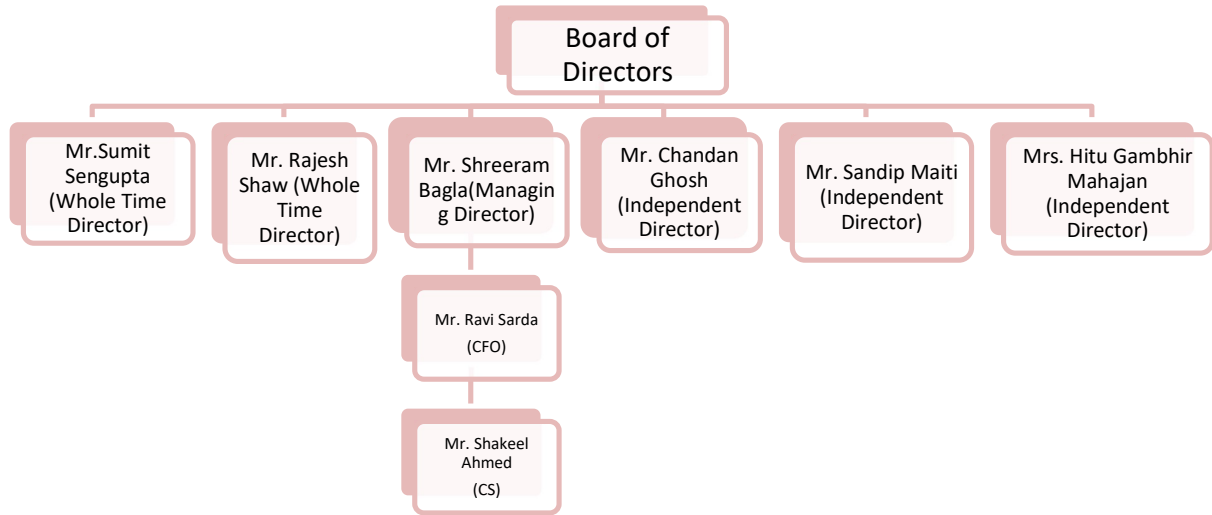 Board of
Directors
Mr.Sumit
Sengupta
(Whole Time
Director)
Mr. Rajesh
Shaw (Whole
Time
Director)
Mr. Shreeram
Bagla(Managin
g Director)
Mr. Chandan
Ghosh
(Independent
Director)
Mr. Sandip Maiti
(Independent
Director)
Mrs. Hitu Gambhir
Mahajan
(Independent
Director)
Mr. Ravi Sarda
(CFO)
Mr. Shakeel
Ahmed
(CS)